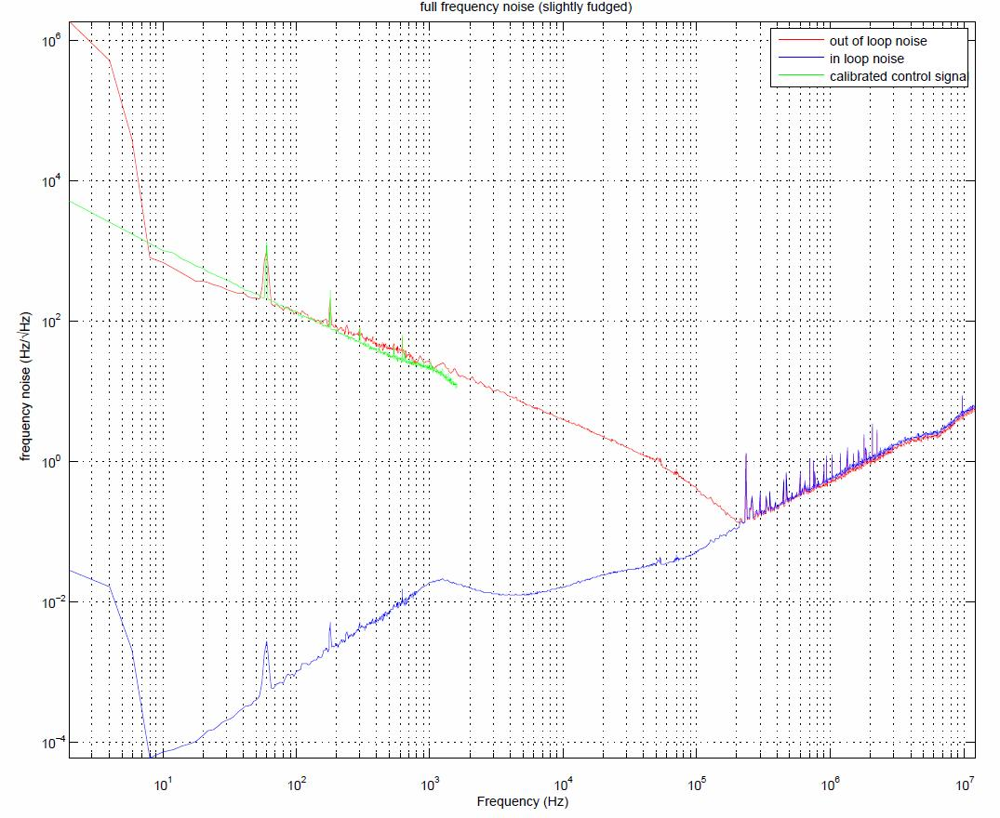 full frequency noise (slightly fudged)
out of loop noise
in loop noise
calibrated control signal
10^6
10^4
10^2
10^0
10^-2
10^-4
frequency noise (Hz/√Hz)
10^1 10^2 10^3 10^4 10^5 10^6 10^7
Frequency (Hz)